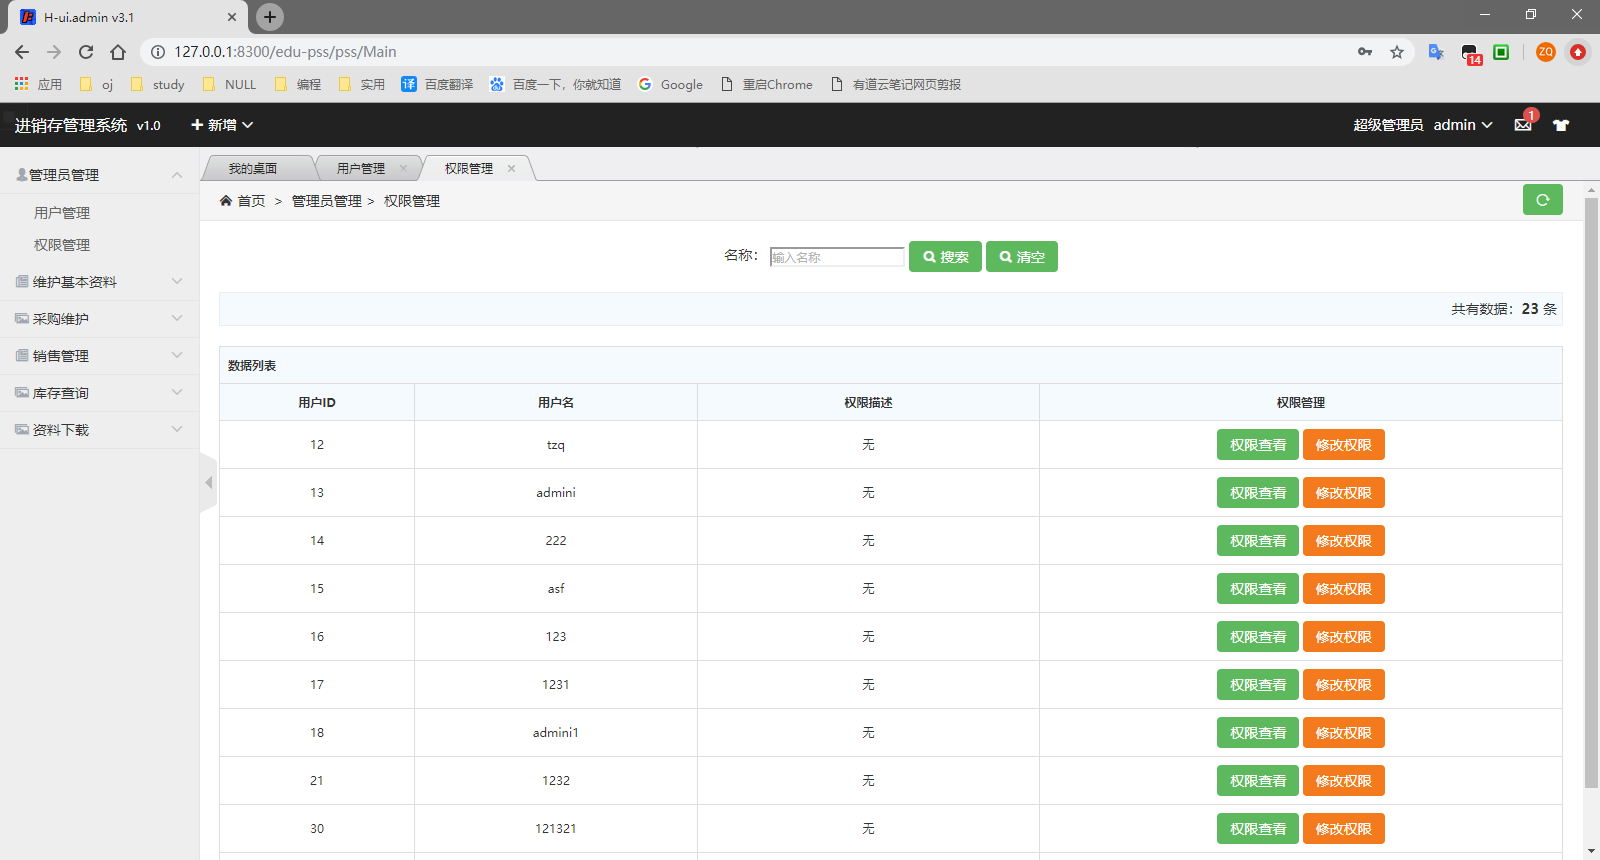 H-ui.admin v3.1
127.0.0.1:8300/edu-pss/pss/Main
14
ZQ
应用 oj study NULL 编程 实用 译 百度翻译 百度一下，你就知道 Google 重启Chrome 有道云笔记网页剪报
进销存管理系统 v1.0 新增 超级管理员 admin 1
管理员管理
用户管理
权限管理
维护基本资料
采购维护
销售管理
库存查询
资料下载
我的桌面 用户管理 权限管理
首页 > 管理员管理 > 权限管理
名称： 输入名称 搜索 清空
共有数据：23 条
数据列表
用户ID 用户名 权限描述 权限管理
12 tzq 无 权限查看 修改权限
13 admini 无 权限查看 修改权限
14 222 无 权限查看 修改权限
15 asf 无 权限查看 修改权限
16 123 无 权限查看 修改权限
17 1231 无 权限查看 修改权限
18 admini1 无 权限查看 修改权限
21 1232 无 权限查看 修改权限
30 121321 无 权限查看 修改权限